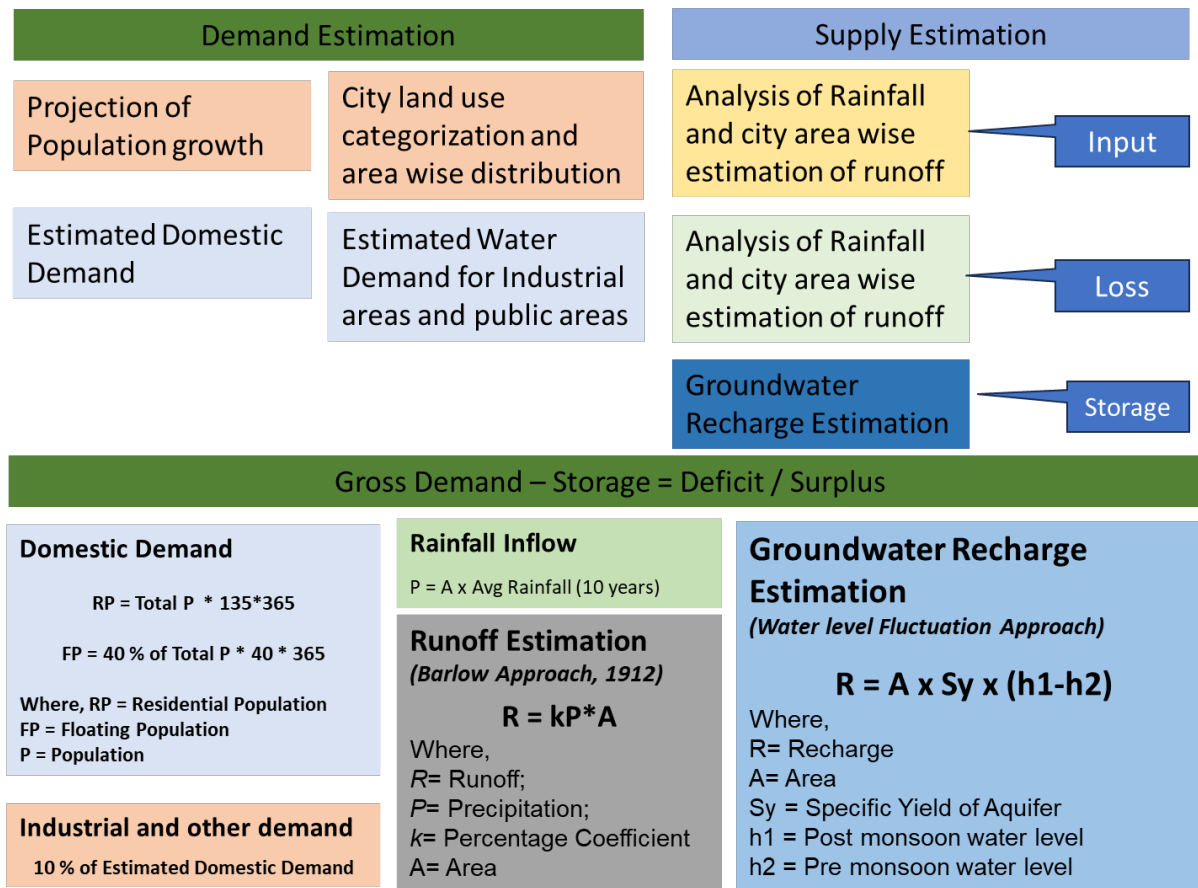 Demand Estimation
Projection of
Population growth
City land use
categorization and
area wise distribution
Estimated Domestic
Demand
Estimated Water
Demand for Industrial
areas and public areas
Supply Estimation
Analysis of Rainfall
and city area wise
estimation of runoff
Input
Analysis of Rainfall
and city area wise
estimation of runoff
Loss
Groundwater
Recharge Estimation
Storage
Gross Demand – Storage = Deficit / Surplus
Domestic Demand
RP = Total P * 135*365
FP = 40 % of Total P * 40 * 365
Where, RP = Residential Population
FP = Floating Population
P = Population
Industrial and other demand
10 % of Estimated Domestic Demand
Rainfall Inflow
P = A x Avg Rainfall (10 years)
Runoff Estimation
(Barlow Approach, 1912)
R = kP*A
Where,
R= Runoff;
P= Precipitation;
k= Percentage Coefficient
A= Area
Groundwater Recharge
Estimation
(Water level Fluctuation Approach)
R = A x Sy x (h1-h2)
Where,
R= Recharge
A= Area
Sy = Specific Yield of Aquifer
h1 = Post monsoon water level
h2 = Pre monsoon water level